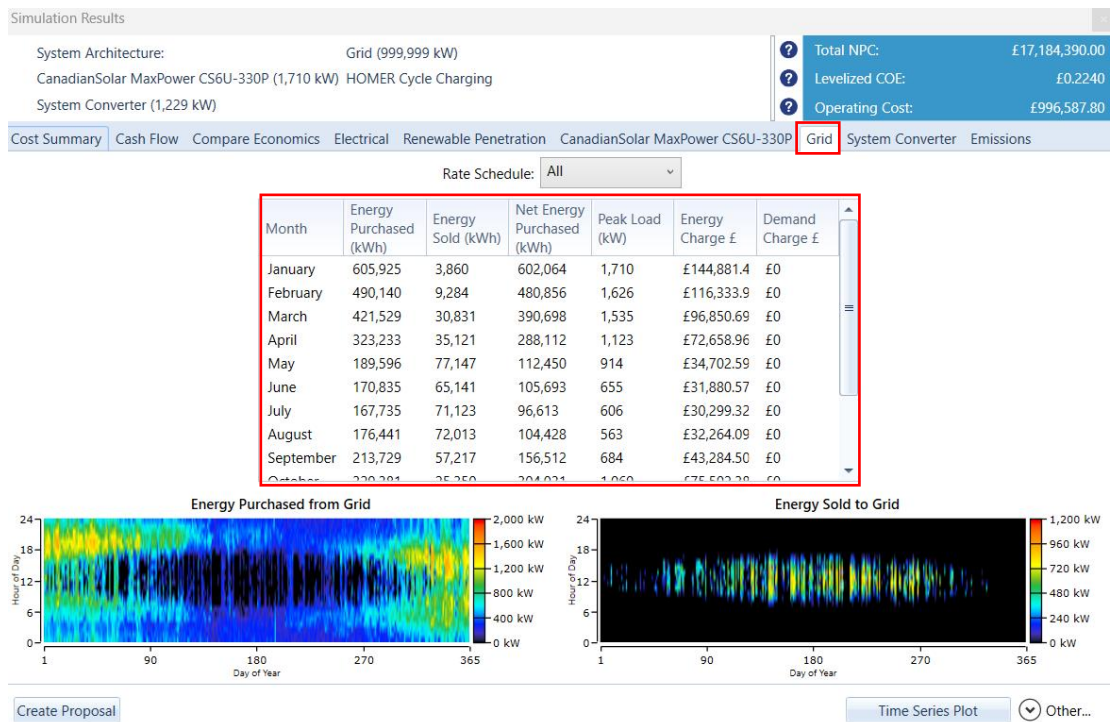 Simulation Results
System Architecture: Grid (999,999 kW)
CanadianSolar MaxPower CS6U-330P (1,710 kW) HOMER Cycle Charging
System Converter (1,229 kW)
? Total NPC: £17,184,390.00
? Levelized COE: £0.2240
? Operating Cost: £996,587.80
Cost Summary Cash Flow Compare Economics Electrical Renewable Penetration CanadianSolar MaxPower CS6U-330P Grid System Converter Emissions
Rate Schedule: All
Month Energy Purchased (kWh) Energy Sold (kWh) Net Energy Purchased (kWh) Peak Load (kW) Energy Charge £ Demand Charge £
January 605,925 3,860 602,064 1,710 £144,881.4 £0
February 490,140 9,284 480,856 1,626 £116,333.9 £0
March 421,529 30,831 390,698 1,535 £96,850.69 £0
April 323,233 35,121 288,112 1,123 £72,658.96 £0
May 189,596 77,147 112,450 914 £34,702.59 £0
June 170,835 65,141 105,693 655 £31,880.57 £0
July 167,735 71,123 96,613 606 £30,299.32 £0
August 176,441 72,013 104,428 563 £32,264.09 £0
September 213,729 57,217 156,512 684 £43,284.50 £0
October
Energy Purchased from Grid
24
18
12
6
0
Hour of Day
1 90 180 270 365
Day of Year
2,000 kW
1,600 kW
1,200 kW
800 kW
400 kW
0 kW
Energy Sold to Grid
24
18
12
6
0
Hour of Day
1 90 180 270 365
Day of Year
1,200 kW
960 kW
720 kW
480 kW
240 kW
0 kW
Create Proposal Time Series Plot Other...